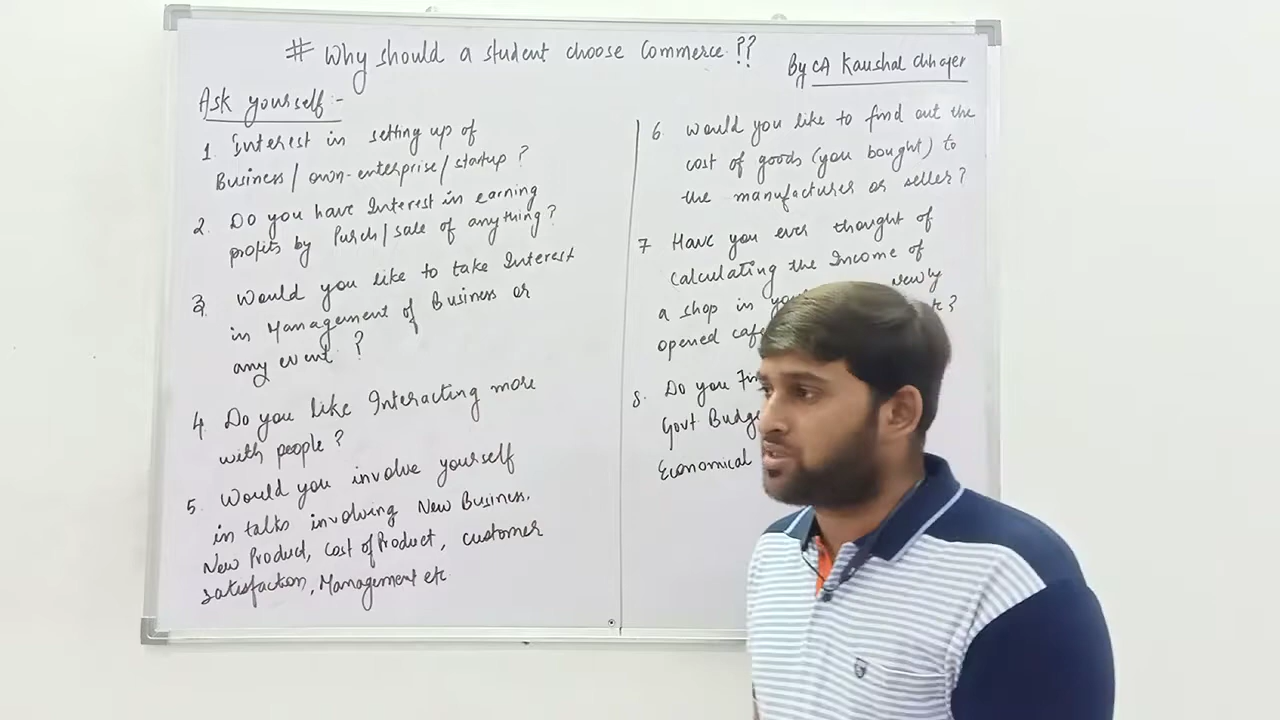 # Why should a student choose Commerce ??
By CA Kaushal Chhajer
Ask yourself :-
1. Interest in setting up of
Business / own-enterprise / startup ?
2. Do you have Interest in earning
profits by Purch / sale of anything ?
3. Would you like to take Interest
in Management of Business or
any event ?
4. Do you like Interacting more
with people ?
5. Would you involve yourself
in talks involving New Business,
New Product, Cost of Product, customer
satisfaction, Management etc
6. Would you like to find out the
cost of goods (you bought) to
the manufacturer or seller ?
7 Have you ever thought of
Calculating the Income of
a shop in newly
opened
8. Do you
Govt
Economical